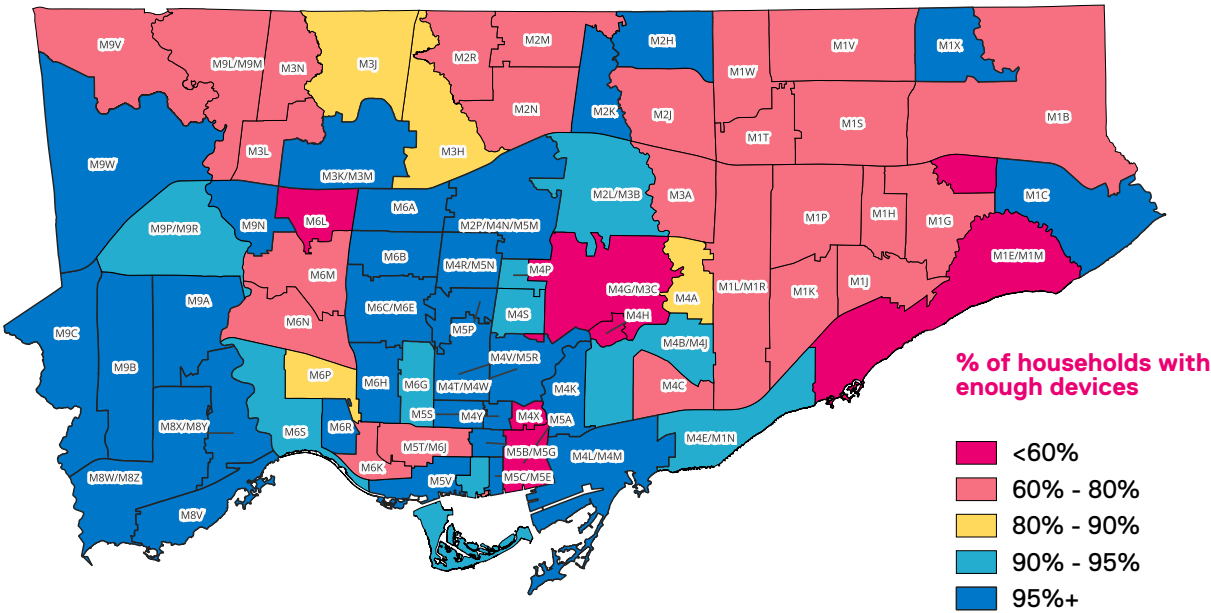 M9V
M9L/M9M
M3N
M3J
M2R
M2M
M2H
M1W
M1V
M1X
M2N
M2K
M2J
M1T
M1S
M1B
M9W
M3L
M3K/M3M
M3H
M9P/M9R
M9N
M6L
M6A
M2P/M4N/M5M
M2L/M3B
M3A
M1P
M1H
M1G
M1C
M6M
M6B
M4R/M5N
M4P
M4G/M3C
M4A
M1L/M1R
M1K
M1J
M1E/M1M
M9C
M9A
M6N
M6C/M6E
M5P
M4S
M4H
M4B/M4J
M9B
M6P
M6H
M6G
M4V/M5R
M4T/M4W
M4K
M4C
M8X/M8Y
M6S
M6R
M5S
M4Y
M4X
M5A
M4E/M1N
M8W/M8Z
M6K
M5T/M6J
M5B/M5G
M4L/M4M
M5V
M5C/M5E
M8V
% of households with
enough devices
<60%
60% - 80%
80% - 90%
90% - 95%
95%+